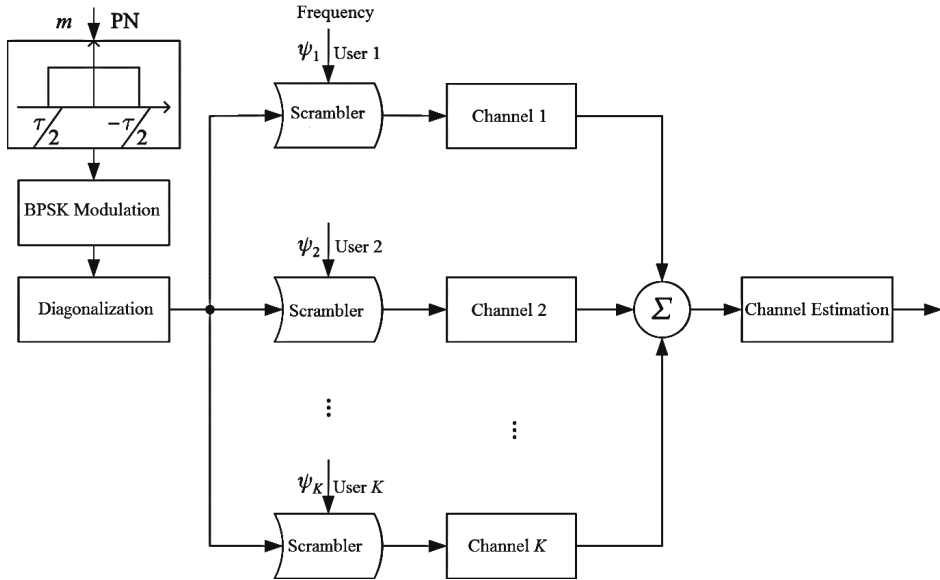 m PN
τ/2 -τ/2
BPSK Modulation
Diagonalization
Frequency
ψ1 User 1
Scrambler
Channel 1
ψ2 User 2
Scrambler
Channel 2
Σ
Channel Estimation
⋮
⋮
ψK User K
Scrambler
Channel K